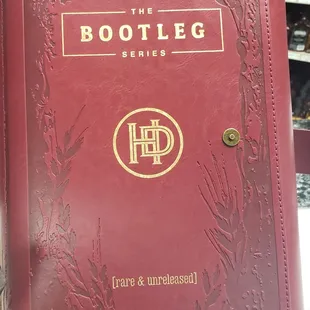 THE
BOOTLEG
SERIES
HD
[rare & unreleased]